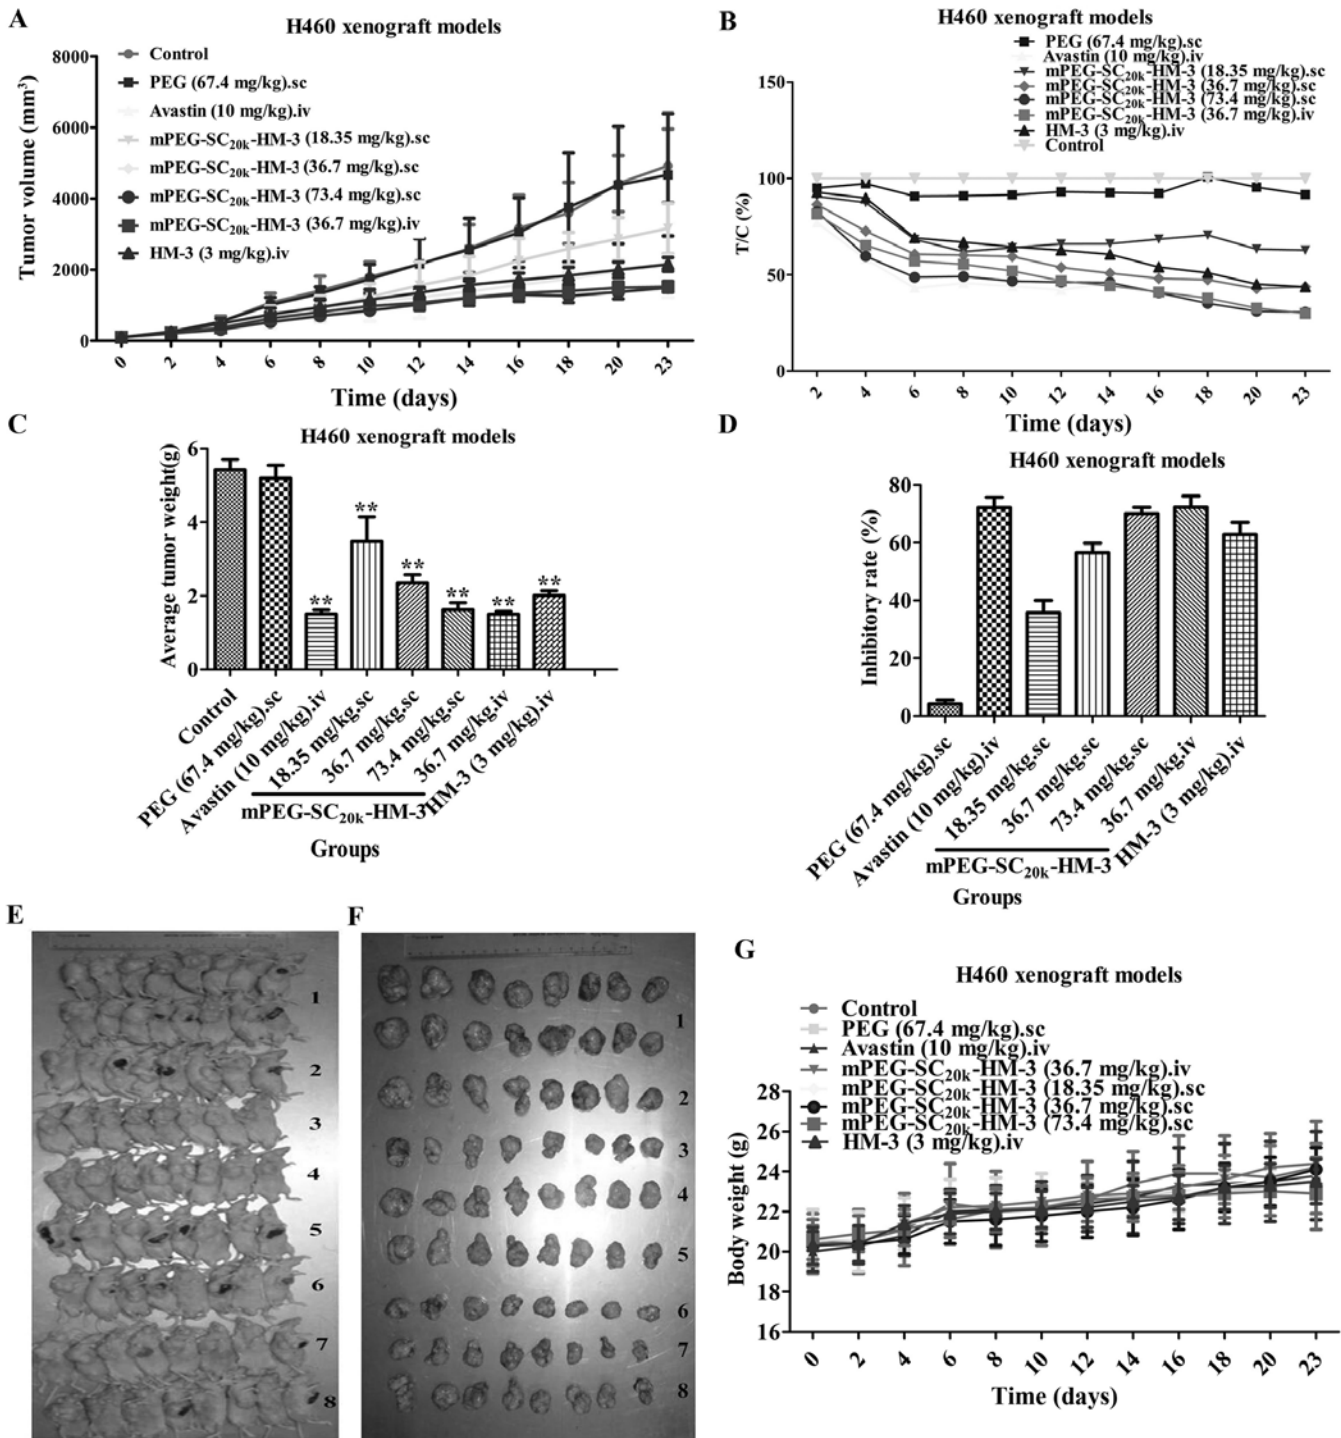 A
H460 xenograft models
Tumor volume (mm³)
8000
6000
4000
2000
0
Control
PEG (67.4 mg/kg).sc
Avastin (10 mg/kg).iv
mPEG-SC20k-HM-3 (18.35 mg/kg).sc
mPEG-SC20k-HM-3 (36.7 mg/kg).sc
mPEG-SC20k-HM-3 (73.4 mg/kg).sc
mPEG-SC20k-HM-3 (36.7 mg/kg).iv
HM-3 (3 mg/kg).iv
0 2 4 6 8 10 12 14 16 18 20 23
Time (days)
B
H460 xenograft models
PEG (67.4 mg/kg).sc
Avastin (10 mg/kg).iv
mPEG-SC20k-HM-3 (18.35 mg/kg).sc
mPEG-SC20k-HM-3 (36.7 mg/kg).sc
mPEG-SC20k-HM-3 (73.4 mg/kg).sc
mPEG-SC20k-HM-3 (36.7 mg/kg).iv
HM-3 (3 mg/kg).iv
Control
T/C (%)
150
100
50
0
2 4 6 8 10 12 14 16 18 20 23
Time (days)
C
H460 xenograft models
Average tumor weight(g)
6
4
2
0
** ** ** ** ** **
Control
PEG (67.4 mg/kg).sc
Avastin (10 mg/kg).iv
18.35 mg/kg.sc
36.7 mg/kg.sc
73.4 mg/kg.sc
36.7 mg/kg.iv
HM-3 (3 mg/kg).iv
mPEG-SC20k-HM-3
Groups
D
H460 xenograft models
Inhibitory rate (%)
80
60
40
20
0
PEG (67.4 mg/kg).sc
Avastin (10 mg/kg).iv
18.35 mg/kg.sc
36.7 mg/kg.sc
73.4 mg/kg.sc
36.7 mg/kg.iv
HM-3 (3 mg/kg).iv
mPEG-SC20k-HM-3
Groups
E
1
2
3
4
5
6
7
8
F
1
2
3
4
5
6
7
8
G
H460 xenograft models
Control
PEG (67.4 mg/kg).sc
Avastin (10 mg/kg).iv
mPEG-SC20k-HM-3 (36.7 mg/kg).iv
mPEG-SC20k-HM-3 (18.35 mg/kg).sc
mPEG-SC20k-HM-3 (36.7 mg/kg).sc
mPEG-SC20k-HM-3 (73.4 mg/kg).sc
HM-3 (3 mg/kg).iv
Body weight (g)
28
26
24
22
20
18
16
0 2 4 6 8 10 12 14 16 18 20 23
Time (days)